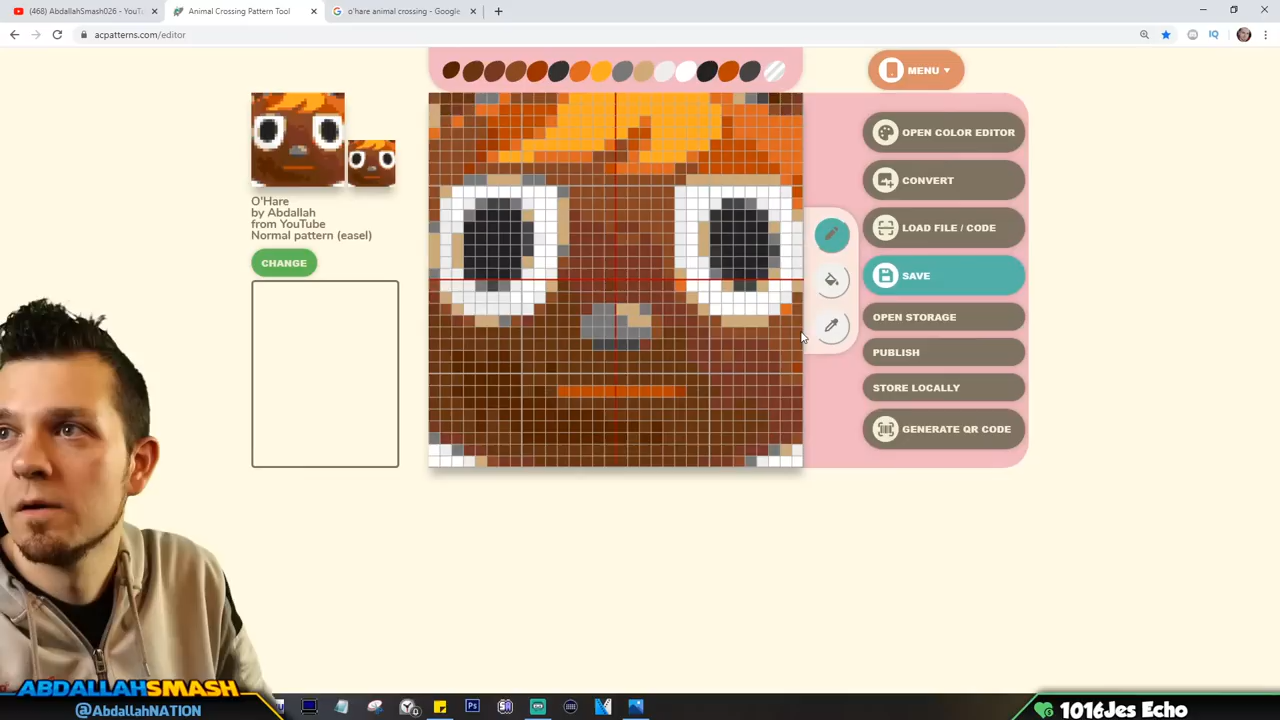 (468) AbdallahSmash026 - YouTu
Animal Crossing Pattern Tool
o'hare animal crossing - Google
acpatterns.com/editor
IQ
MENU
O'Hare
by Abdallah
from YouTube
Normal pattern (easel)
CHANGE
OPEN COLOR EDITOR
CONVERT
LOAD FILE / CODE
SAVE
OPEN STORAGE
PUBLISH
STORE LOCALLY
GENERATE QR CODE
ABDALLAHSMASH
@AbdallahNATION
Ps
1016Jes Echo